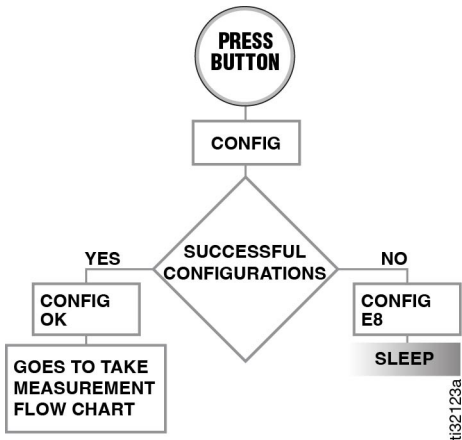 PRESS
BUTTON
CONFIG
SUCCESSFUL
CONFIGURATIONS
YES
NO
CONFIG
OK
CONFIG
E8
GOES TO TAKE
MEASUREMENT
FLOW CHART
SLEEP
ti32123a